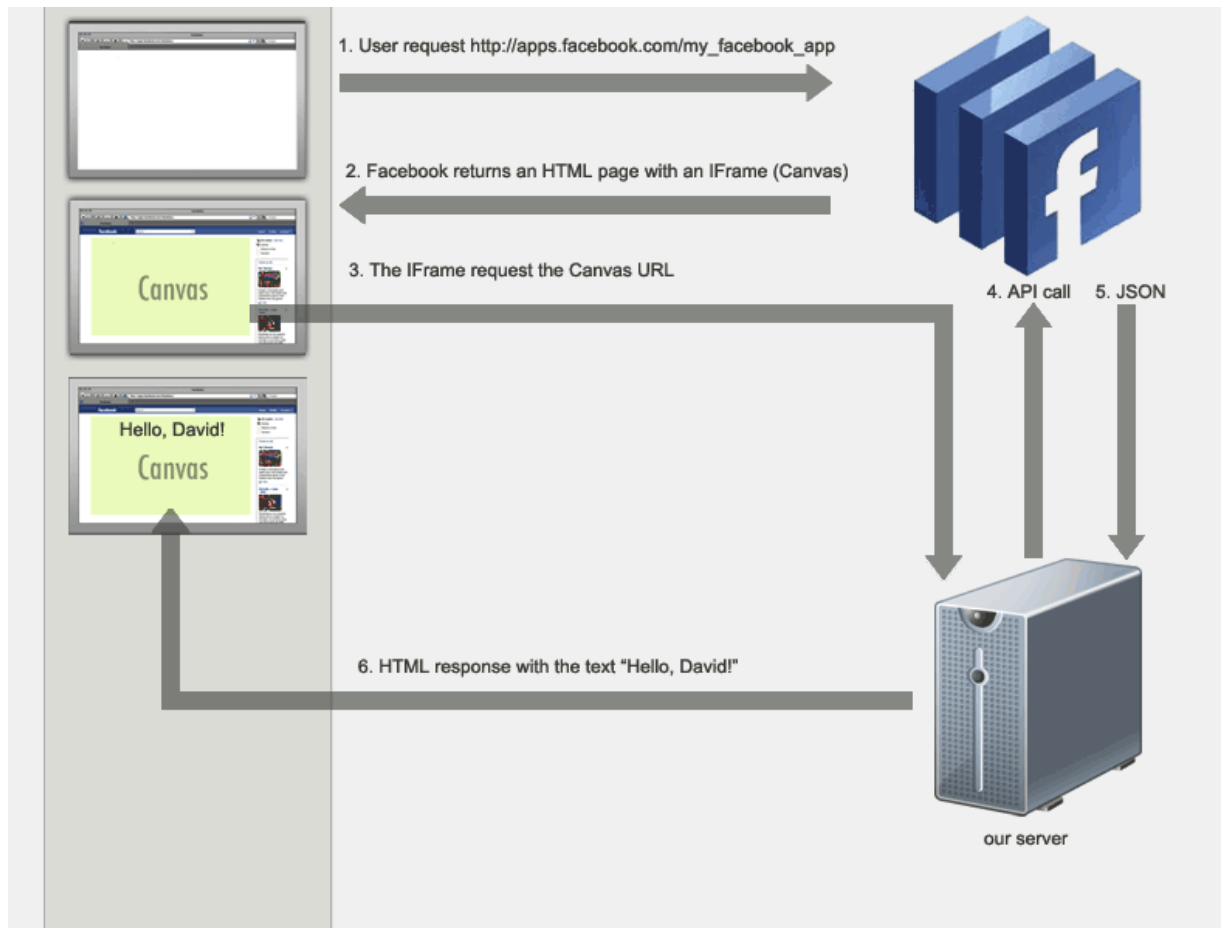 1. User request http://apps.facebook.com/my_facebook_app
2. Facebook returns an HTML page with an IFrame (Canvas)
facebook
Canvas
3. The IFrame request the Canvas URL
4. API call
5. JSON
facebook
Hello, David!
Canvas
6. HTML response with the text “Hello, David!”
our server